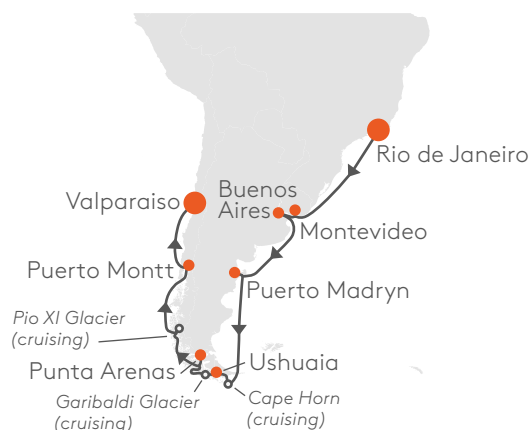 Rio de Janeiro
Buenos
Aires
Valparaiso
Montevideo
Puerto Montt
Puerto Madryn
Pio XI Glacier
(cruising)
Ushuaia
Punta Arenas
Garibaldi Glacier
(cruising)
Cape Horn
(cruising)